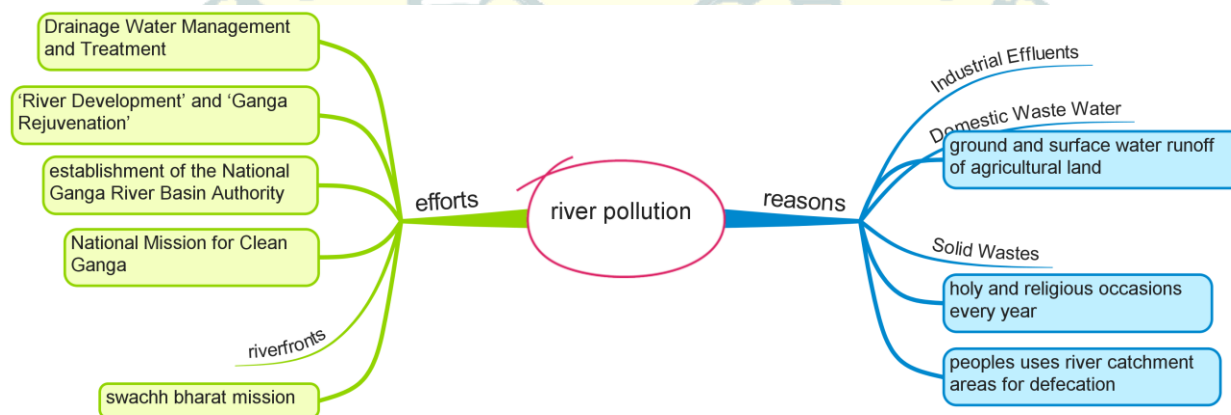 Drainage Water Management
and Treatment
'River Development' and 'Ganga
Rejuvenation'
establishment of the National
Ganga River Basin Authority
National Mission for Clean
Ganga
riverfronts
swachh bharat mission
efforts
river pollution
reasons
Industrial Effluents
Domestic Waste Water
ground and surface water runoff
of agricultural land
Solid Wastes
holy and religious occasions
every year
peoples uses river catchment
areas for defecation